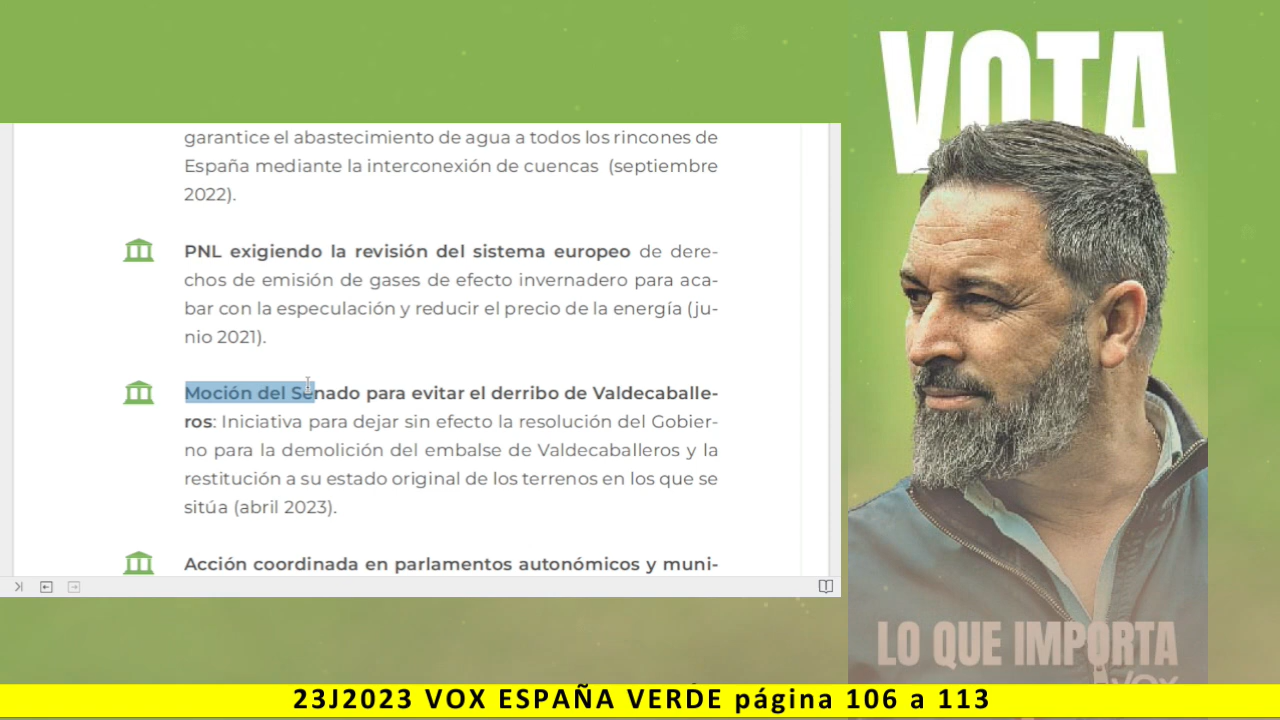 garantice el abastecimiento de agua a todos los rincones de
España mediante la interconexión de cuencas (septiembre
2022).
PNL exigiendo la revisión del sistema europeo de dere-
chos de emisión de gases de efecto invernadero para aca-
bar con la especulación y reducir el precio de la energía (ju-
nio 2021).
Moción del Senado para evitar el derribo de Valdecaballe-
ros: Iniciativa para dejar sin efecto la resolución del Gobier-
no para la demolición del embalse de Valdecaballeros y la
restitución a su estado original de los terrenos en los que se
sitúa (abril 2023).
Acción coordinada en parlamentos autonómicos y muni-
VOTA
LO QUE IMPORTA
VOX
23J2023 VOX ESPAÑA VERDE página 106 a 113